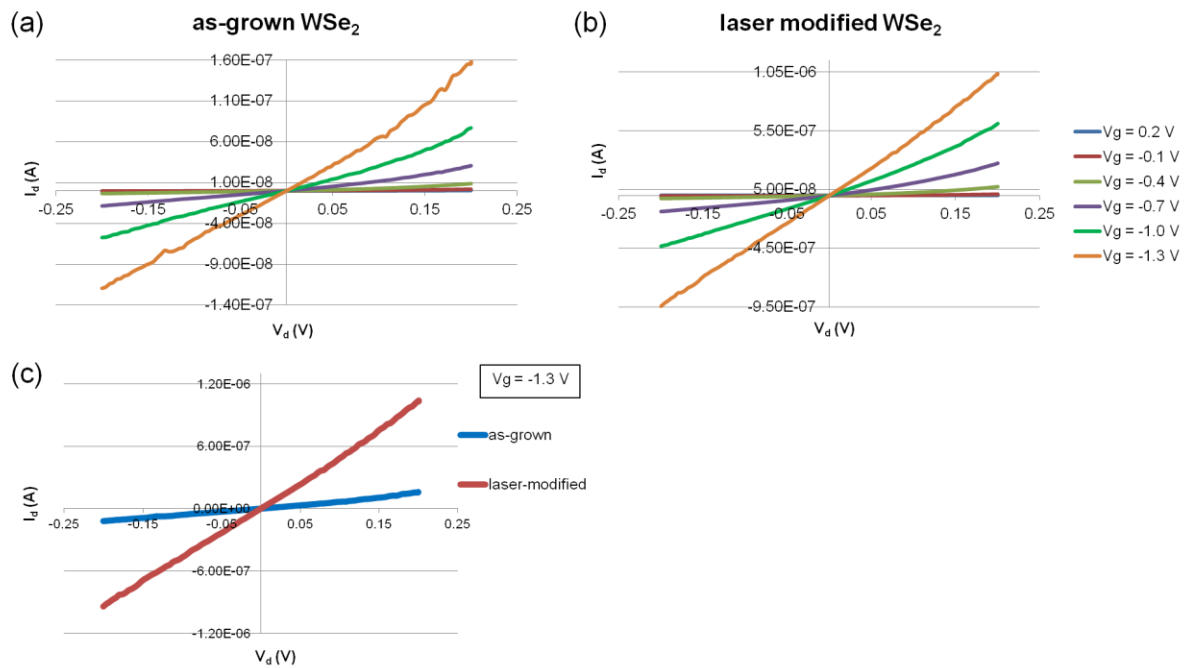 (a)
as-grown WSe₂
1.60E-07
1.10E-07
6.00E-08
1.00E-08
-4.00E-08
-9.00E-08
-1.40E-07
-0.25
-0.15
-0.05
0.05
0.15
0.25
I_d (A)
V_d (V)
(b)
laser modified WSe₂
1.05E-06
5.50E-07
5.00E-08
-4.50E-07
-9.50E-07
-0.25
-0.15
-0.05
0.05
0.15
0.25
I_d (A)
V_d (V)
Vg = 0.2 V
Vg = -0.1 V
Vg = -0.4 V
Vg = -0.7 V
Vg = -1.0 V
Vg = -1.3 V
(c)
Vg = -1.3 V
1.20E-06
6.00E-07
0.00E+00
-6.00E-07
-1.20E-06
-0.25
-0.15
-0.05
0.05
0.15
0.25
I_d (A)
V_d (V)
as-grown
laser-modified